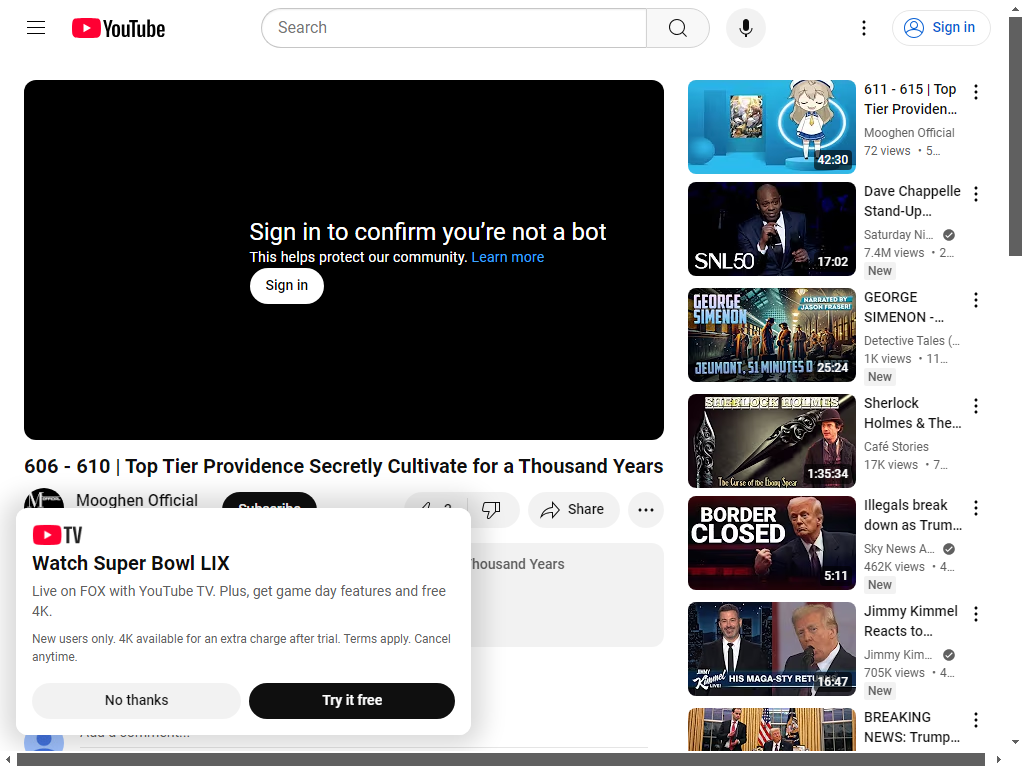 YouTube
Search
Sign in
Sign in to confirm you're not a bot
This helps protect our community. Learn more
Sign in
606 - 610 | Top Tier Providence Secretly Cultivate for a Thousand Years
Mooghen Official
Subscribe
2
Share
Thousand Years
TV
Watch Super Bowl LIX
Live on FOX with YouTube TV. Plus, get game day features and free
4K.
New users only. 4K available for an extra charge after trial. Terms apply. Cancel
anytime.
No thanks
Try it free
Add a comment...
42:30
611 - 615 | Top
Tier Providen...
Mooghen Official
72 views • 5...
SNL50
17:02
Dave Chappelle
Stand-Up...
Saturday Ni...
7.4M views • 2...
New
GEORGE
SIMENON
NARRATED BY
JASON FRASER!
JEUMONT, 51 MINUTES
25:24
GEORGE
SIMENON -...
Detective Tales (...
1K views • 11...
New
SHERLOCK HOLMES
The Curse of the Ebony Spear
1:35:34
Sherlock
Holmes & The...
Café Stories
17K views • 7...
BORDER
CLOSED
5:11
Illegals break
down as Trum...
Sky News A...
462K views • 4...
New
JIMMY
Kimmel
LIVE!
HIS MAGA-STY RETU
16:47
Jimmy Kimmel
Reacts to...
Jimmy Kim...
705K views • 4...
New
BREAKING
NEWS: Trump...